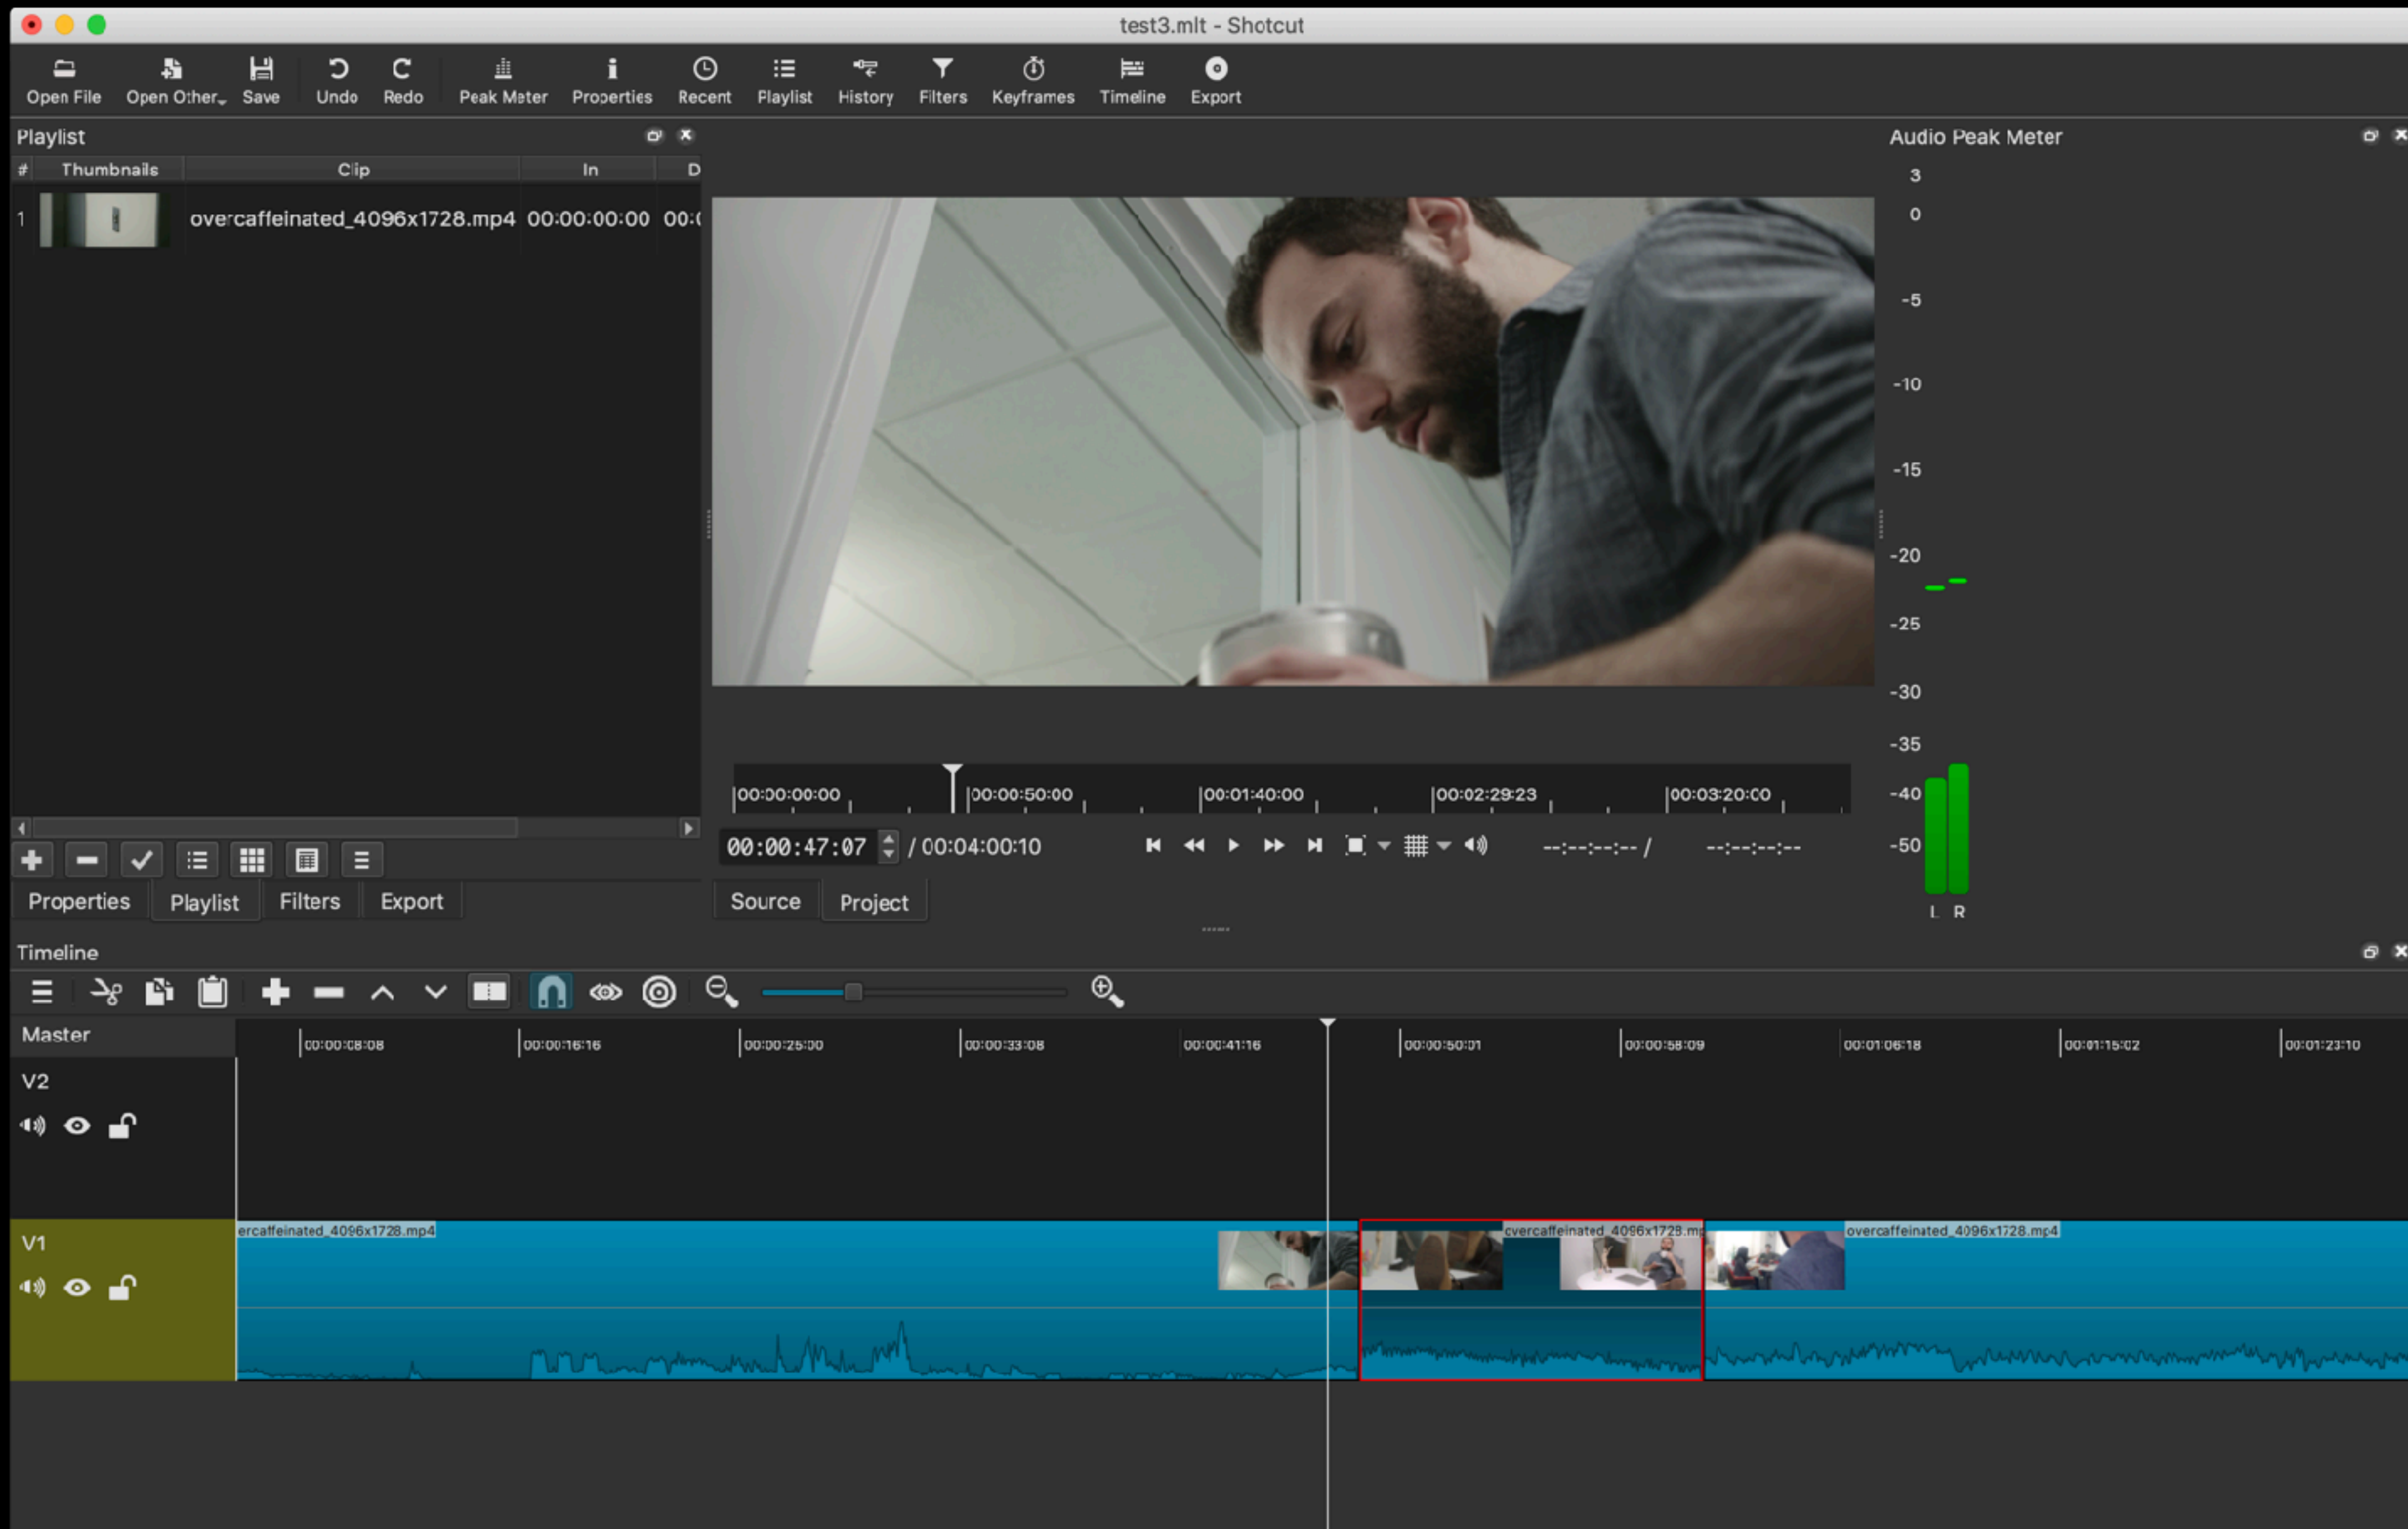 test3.mlt - Shotcut
Open File Open Other Save Undo Redo Peak Meter Properties Recent Playlist History Filters Keyframes Timeline Export
Playlist
# Thumbnails Clip In D
1 overcaffeinated_4096x1728.mp4 00:00:00:00 00:0
Audio Peak Meter
3
0
-5
-10
-15
-20
-25
-30
-35
-40
-50
L R
00:00:00:00 00:00:50:00 00:01:40:00 00:02:29:23 00:03:20:00
00:00:47:07 / 00:04:00:10 --:--:--:-- / --:--:--:--
Properties Playlist Filters Export
Source Project
Timeline
Master
00:00:08:08 00:00:16:16 00:00:25:00 00:00:33:08 00:00:41:16 00:00:50:01 00:00:58:09 00:01:06:18 00:01:15:02 00:01:23:10
V2
V1
ercaffeinated_4096x1728.mp4 overcaffeinated_4096x1728.mp overcaffeinated_4096x1728.mp4